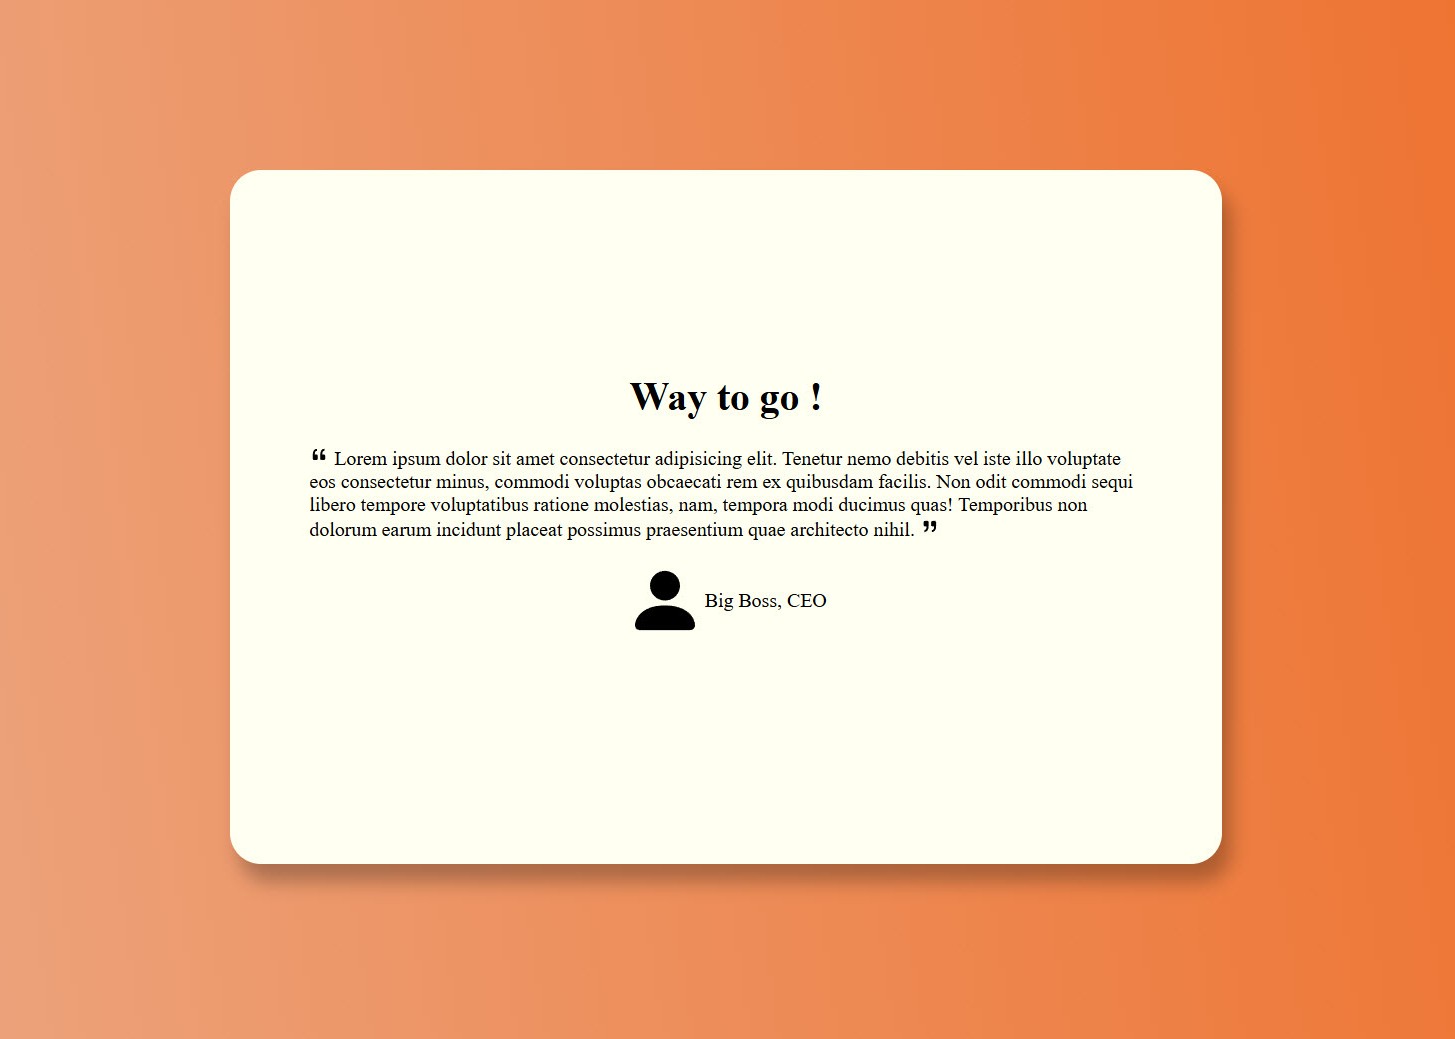 Way to go !
“ Lorem ipsum dolor sit amet consectetur adipisicing elit. Tenetur nemo debitis vel iste illo voluptate
eos consectetur minus, commodi voluptas obcaecati rem ex quibusdam facilis. Non odit commodi sequi
libero tempore voluptatibus ratione molestias, nam, tempora modi ducimus quas! Temporibus non
dolorum earum incidunt placeat possimus praesentium quae architecto nihil. ”
Big Boss, CEO